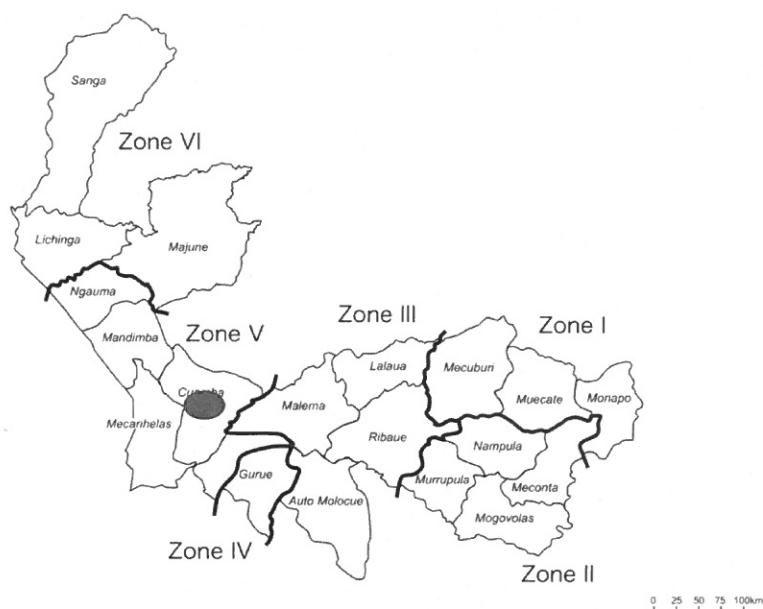 Sanga
Zone VI
Lichinga
Majune
Ngauma
Zone III
Zone I
Zone V
Mandimba
Lalaua
Mecuburi
Muecate
Monapo
Malema
Mecanhelas
Ribaue
Nampula
Gurue
Murrupula
Meconta
Auto Molocue
Mogovolas
Zone IV
Zone II
0 25 50 75 100km